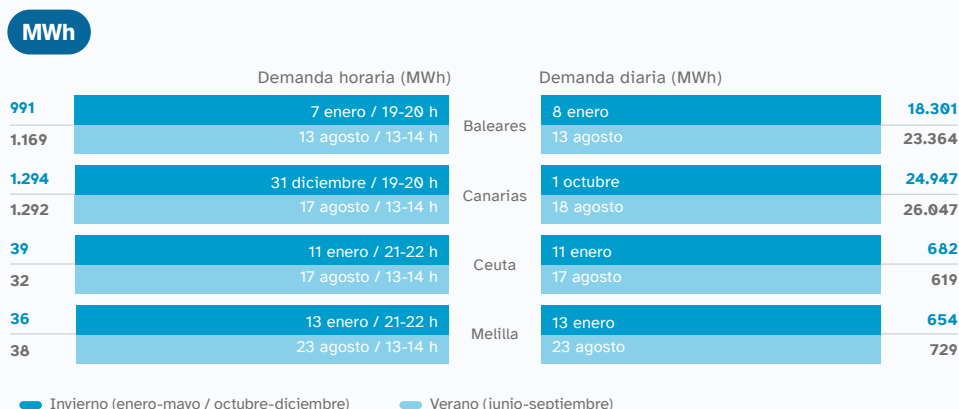 MWh
Demanda horaria (MWh) Demanda diaria (MWh)
991 7 enero / 19-20 h 8 enero 18.301
Baleares
1.169 13 agosto / 13-14 h 13 agosto 23.364
1.294 31 diciembre / 19-20 h 1 octubre 24.947
Canarias
1.292 17 agosto / 13-14 h 18 agosto 26.047
39 11 enero / 21-22 h 11 enero 682
Ceuta
32 17 agosto / 13-14 h 17 agosto 619
36 13 enero / 21-22 h 13 enero 654
Melilla
38 23 agosto / 13-14 h 23 agosto 729
Invierno (enero-mayo / octubre-diciembre) Verano (junio-septiembre)